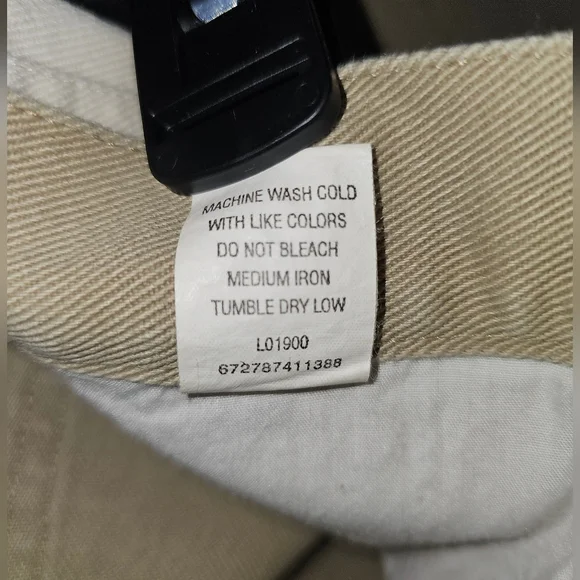 MACHINE WASH COLD
WITH LIKE COLORS
DO NOT BLEACH
MEDIUM IRON
TUMBLE DRY LOW
L01900
672787411388